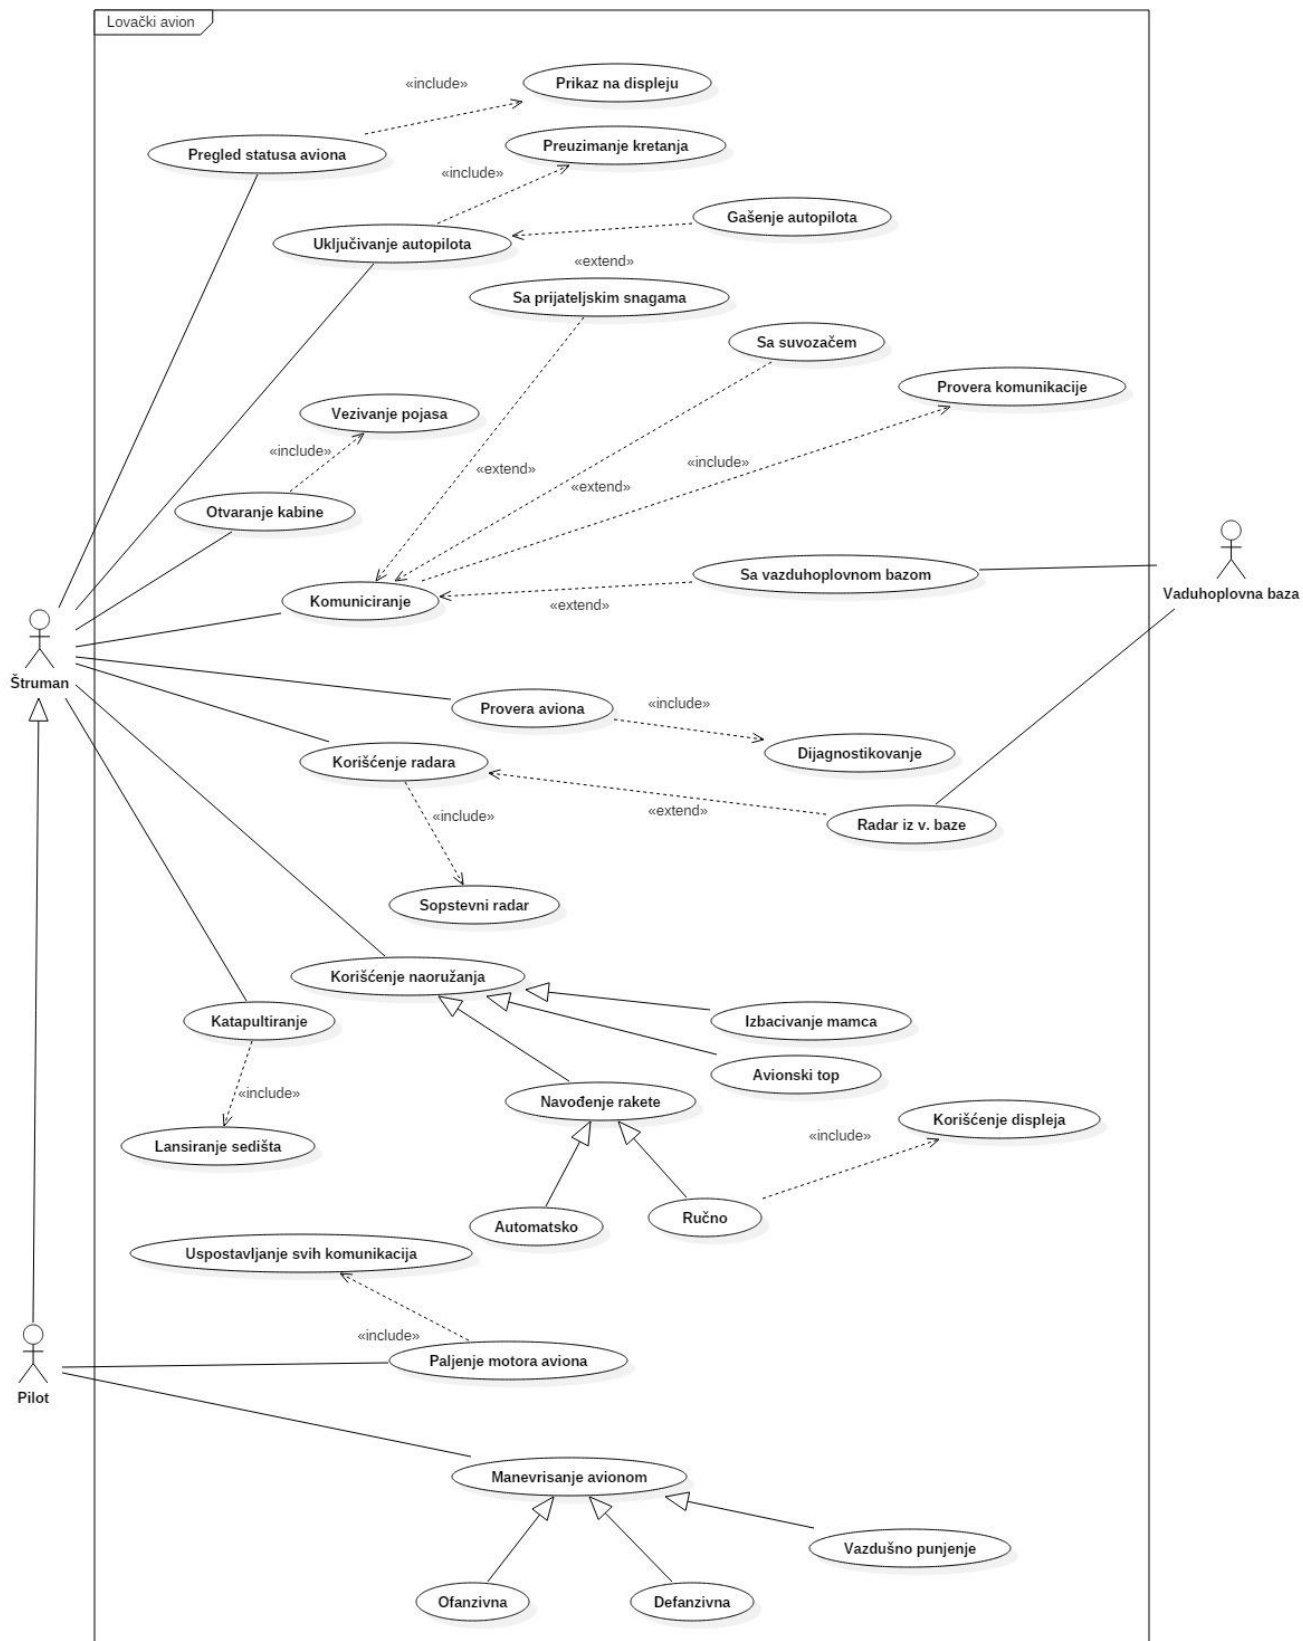 Lovački avion
«include»
Prikaz na displeju
Pregled statusa aviona
Preuzimanje kretanja
«include»
Gašenje autopilota
Uključivanje autopilota
«extend»
Sa prijateljskim snagama
Sa suvozačem
Provera komunikacije
Vezivanje pojasa
«include»
«extend»
«include»
«extend»
Otvaranje kabine
Sa vazduhoplovnom bazom
Vaduhoplovna baza
Komuniciranje
«extend»
Štruman
Provera aviona
«include»
Dijagnostikovanje
Korišćenje radara
«include»
«extend»
Radar iz v. baze
Sopstevni radar
Korišćenje naoružanja
Katapultiranje
Izbacivanje mamca
Avionski top
«include»
Navođenje rakete
Korišćenje displeja
«include»
Lansiranje sedišta
Automatsko
Ručno
Uspostavljanje svih komunikacija
«include»
Paljenje motora aviona
Pilot
Manevrisanje avionom
Vazdušno punjenje
Ofanzivna
Defanzivna